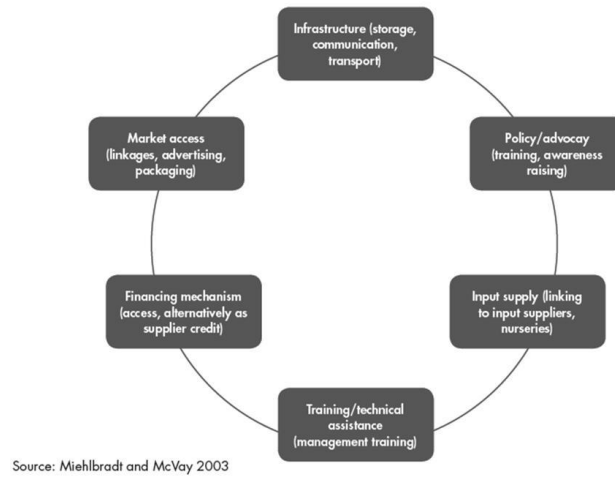 Infrastructure (storage,
communication,
transport)
Market access
(linkages, advertising,
packaging)
Policy/advocay
(training, awareness
raising)
Financing mechanism
(access, alternatively as
supplier credit)
Input supply (linking
to input suppliers,
nurseries)
Training/technical
assistance
(management training)
Source: Miehlbradt and McVay 2003